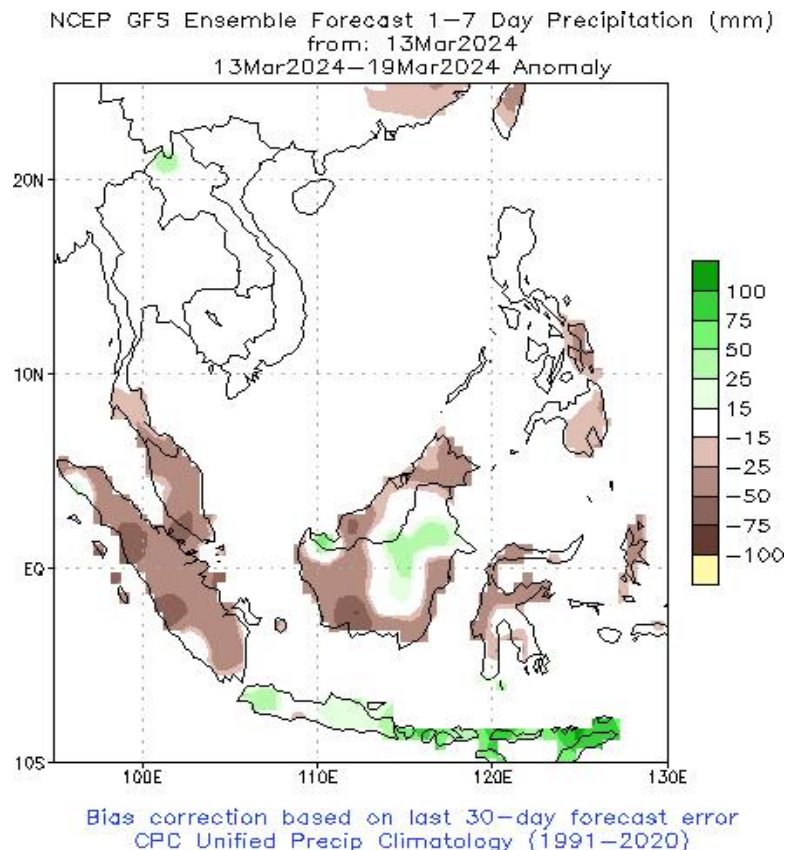 NCEP GFS Ensemble Forecast 1–7 Day Precipitation (mm)
from: 13Mar2024
13Mar2024–19Mar2024 Anomaly
20N
10N
EQ
10S
100E
110E
120E
130E
100
75
50
25
15
−15
−25
−50
−75
−100
Bias correction based on last 30–day forecast error
CPC Unified Precip Climatology (1991–2020)